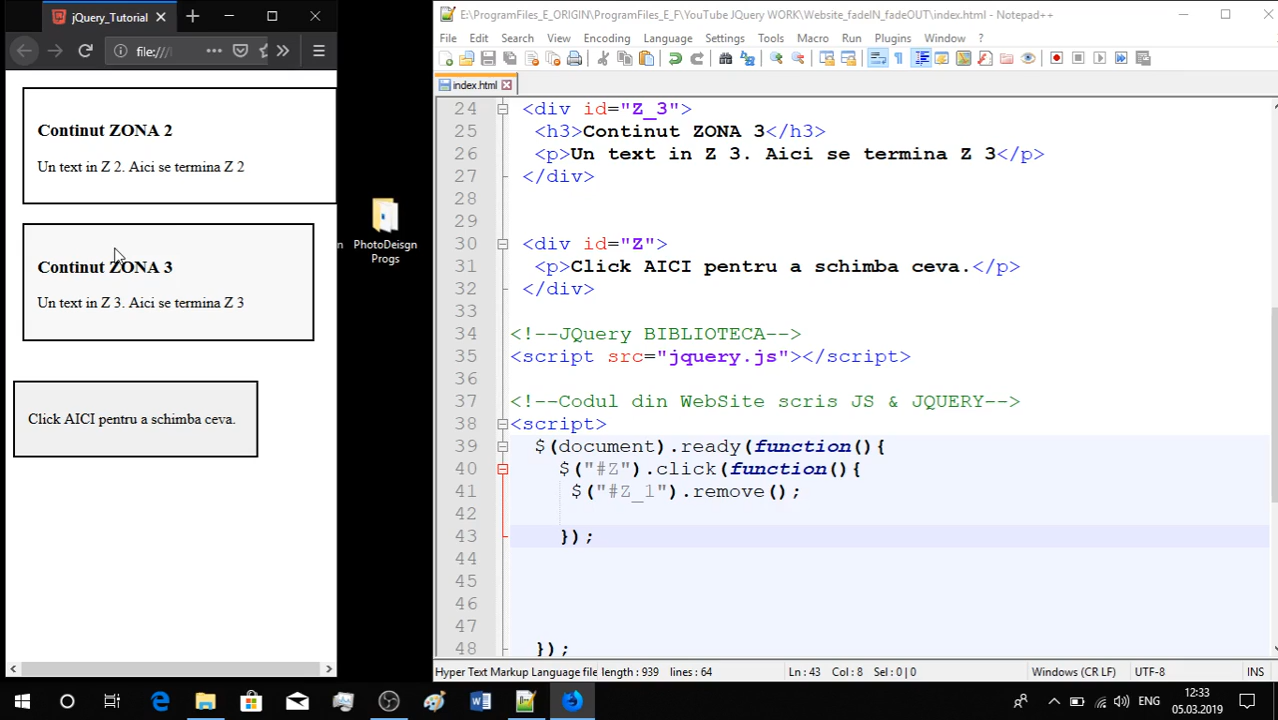 jQuery_Tutorial
file:///
Continut ZONA 2
Un text in Z 2. Aici se termina Z 2
Continut ZONA 3
Un text in Z 3. Aici se termina Z 3
Click AICI pentru a schimba ceva.
PhotoDeisgn
Progs
E:\ProgramFiles_E_ORIGIN\ProgramFiles_E_F\YouTube JQuery WORK\Website_fadeIN_fadeOUT\index.html - Notepad++
File Edit Search View Encoding Language Settings Tools Macro Run Plugins Window ?
index.html
24 <div id="Z_3">
25 <h3>Continut ZONA 3</h3>
26 <p>Un text in Z 3. Aici se termina Z 3</p>
27 </div>
28
29
30 <div id="Z">
31 <p>Click AICI pentru a schimba ceva.</p>
32 </div>
33
34 <!--JQuery BIBLIOTECA-->
35 <script src="jquery.js"></script>
36
37 <!--Codul din WebSite scris JS & JQUERY-->
38 <script>
39 $(document).ready(function(){
40 $("#Z").click(function(){
41 $("#Z_1").remove();
42
43 });
44
45
46
47
48 });
Hyper Text Markup Language file length : 939 lines : 64 Ln : 43 Col : 8 Sel : 0 | 0 Windows (CR LF) UTF-8 INS
ENG
12:33
05.03.2019